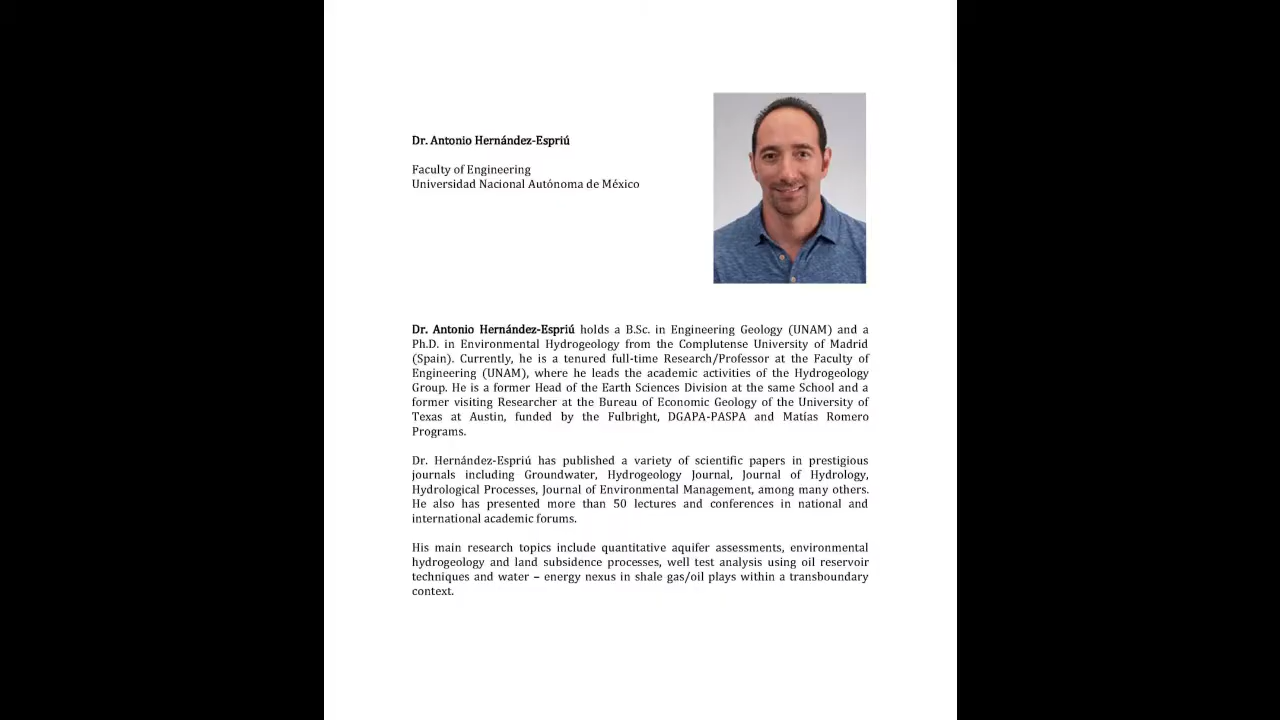 Dr. Antonio Hernández-Espriú
Faculty of Engineering
Universidad Nacional Autónoma de México
Dr. Antonio Hernández-Espriú holds a B.Sc. in Engineering Geology (UNAM) and a
Ph.D. in Environmental Hydrogeology from the Complutense University of Madrid
(Spain). Currently, he is a tenured full-time Research/Professor at the Faculty of
Engineering (UNAM), where he leads the academic activities of the Hydrogeology
Group. He is a former Head of the Earth Sciences Division at the same School and a
former visiting Researcher at the Bureau of Economic Geology of the University of
Texas at Austin, funded by the Fulbright, DGAPA-PASPA and Matías Romero
Programs.
Dr. Hernández-Espriú has published a variety of scientific papers in prestigious
journals including Groundwater, Hydrogeology Journal, Journal of Hydrology,
Hydrological Processes, Journal of Environmental Management, among many others.
He also has presented more than 50 lectures and conferences in national and
international academic forums.
His main research topics include quantitative aquifer assessments, environmental
hydrogeology and land subsidence processes, well test analysis using oil reservoir
techniques and water – energy nexus in shale gas/oil plays within a transboundary
context.